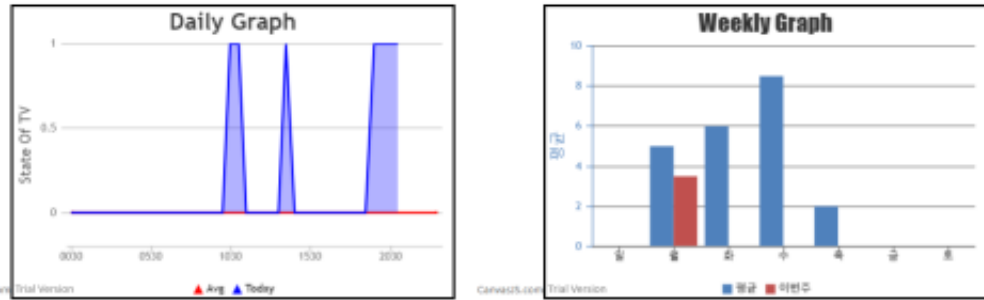 Daily Graph
State Of TV
1
0.5
0
0030 0530 1030 1530 2030
Trial Version
Avg Today
Weekly Graph
평균
10
8
6
4
2
0
일 월 화 수 목 금 토
CanvasJS.com Trial Version
평균 이번주